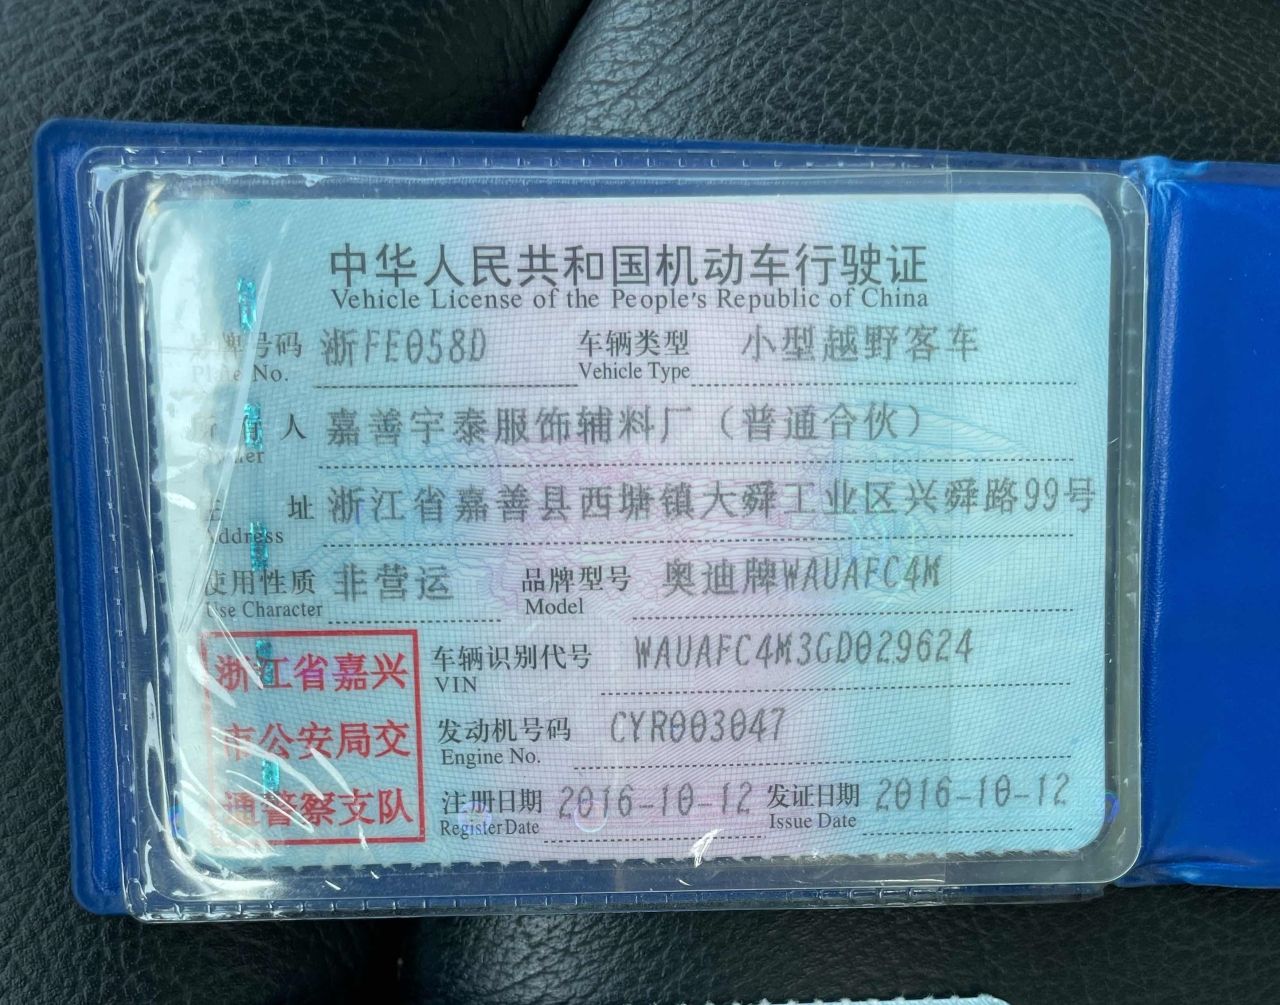 中华人民共和国机动车行驶证
Vehicle License of the People's Republic of China
号牌号码 浙FE058D 车辆类型 小型越野客车
Plate No. Vehicle Type
所有人 嘉善宇泰服饰辅料厂（普通合伙）
Owner
住址 浙江省嘉善县西塘镇大舜工业区兴舜路99号
Address
使用性质 非营运 品牌型号 奥迪牌WAUAFC4M
Use Character Model
浙江省嘉兴 车辆识别代号 WAUAFC4M3GD029624
VIN
市公安局交 发动机号码 CYR003047
Engine No.
通警察支队 注册日期 2016-10-12 发证日期 2016-10-12
Register Date Issue Date